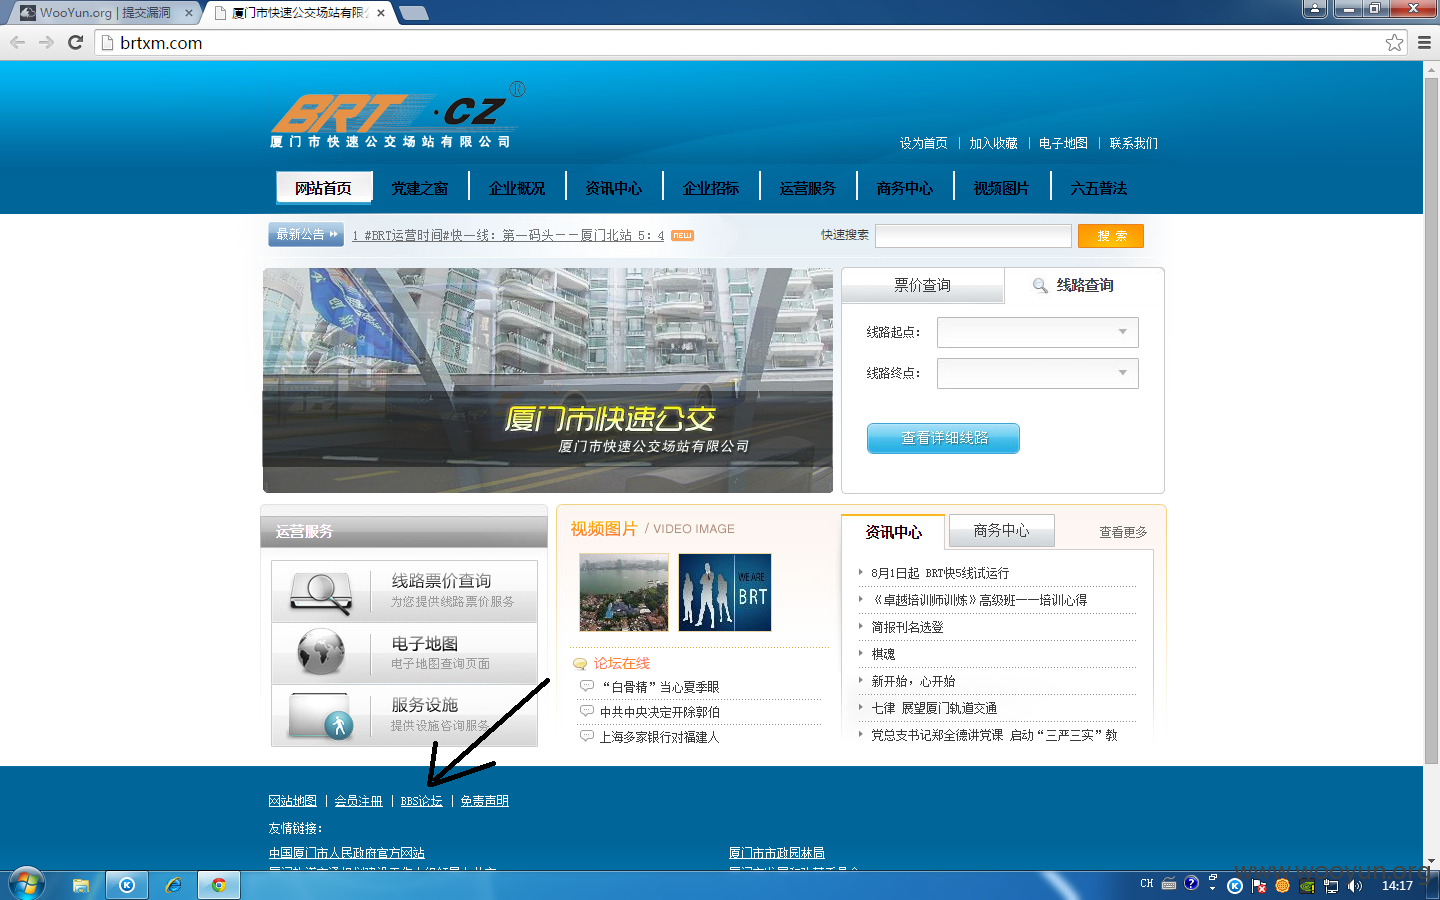 WooYun.org | 提交漏洞
厦门市快速公交场站有限公
brtxm.com
BRT·CZ®
厦门市快速公交场站有限公司
设为首页 | 加入收藏 | 电子地图 | 联系我们
网站首页 党建之窗 企业概况 资讯中心 企业招标 运营服务 商务中心 视频图片 六五普法
最新公告 1 #BRT运营时间#快一线：第一码头－－厦门北站 5：4 NEW
快速搜索 搜 索
厦门市快速公交
厦门市快速公交场站有限公司
票价查询 线路查询
线路起点：
线路终点：
查看详细线路
运营服务
线路票价查询
为您提供线路票价服务
电子地图
电子地图查询页面
服务设施
提供设施咨询服务
视频图片 / VIDEO IMAGE
WE ARE
BRT
论坛在线
“白骨精”当心夏季眼
中共中央决定开除郭伯
上海多家银行对福建人
资讯中心 商务中心 查看更多
8月1日起 BRT快5线试运行
《卓越培训师训炼》高级班——培训心得
简报刊名选登
棋魂
新开始，心开始
七律 展望厦门轨道交通
党总支书记郑全德讲党课 启动“三严三实”教
网站地图 | 会员注册 | BBS论坛 | 免责声明
友情链接：
中国厦门市人民政府官方网站
厦门市市政园林局
www.wooyun.org
CH
14:17